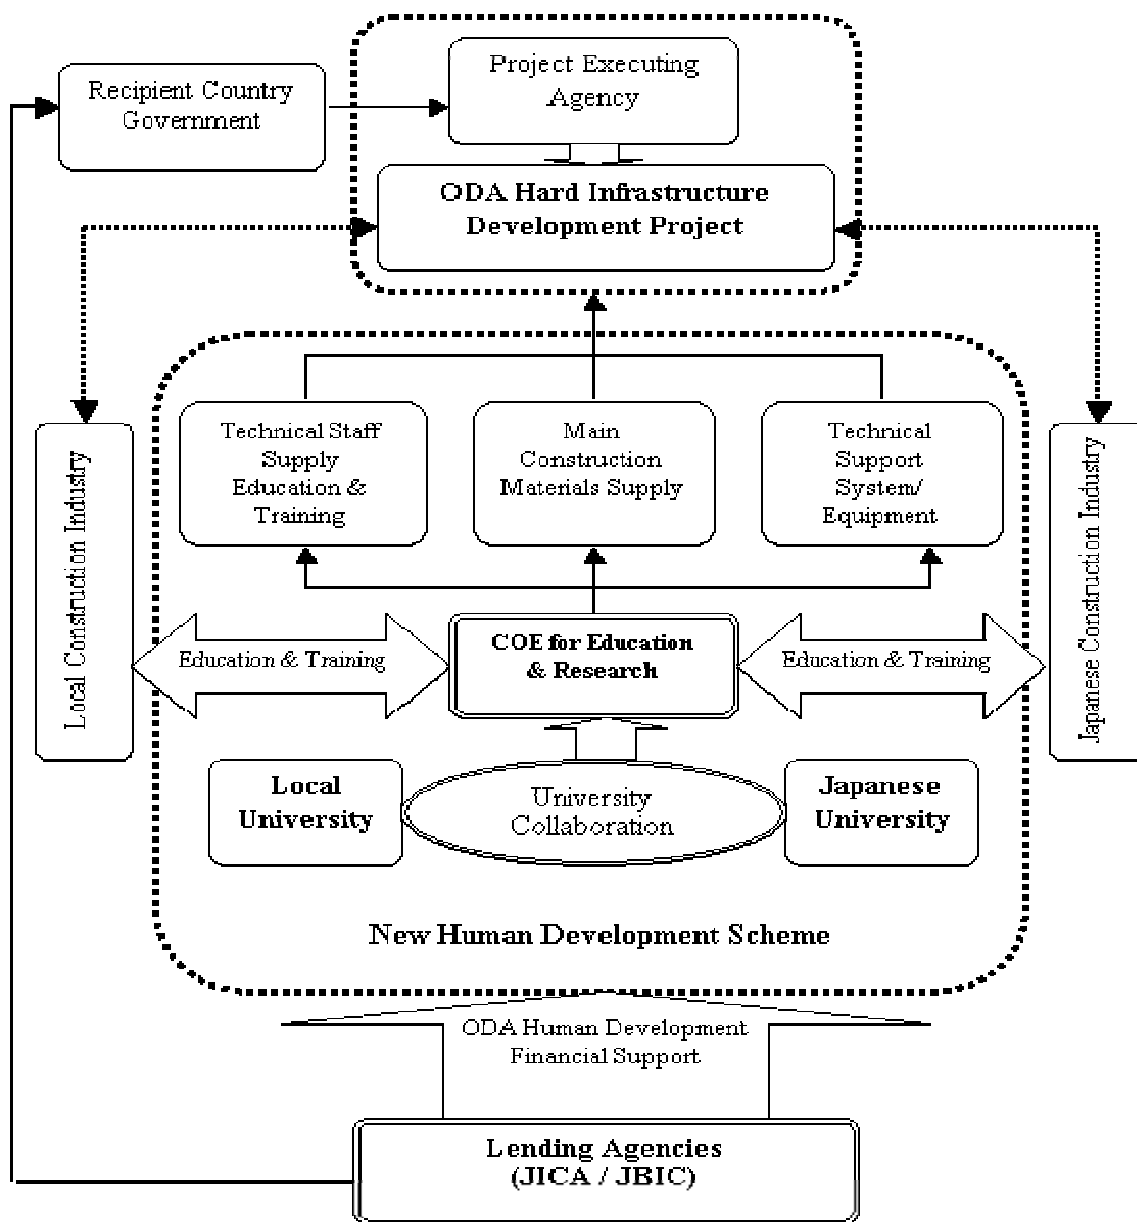 Project Executing
Agency
Recipient Country
Government
ODA Hard Infrastructure
Development Project
Technical Staff
Supply
Education &
Training
Main
Construction
Materials Supply
Technical
Support
System/
Equipment
Local Construction Industry
Japanese Construction Industry
Education & Training
COE for Education
& Research
Education & Training
Local
University
University
Collaboration
Japanese
University
New Human Development Scheme
ODA Human Development
Financial Support
Lending Agencies
(JICA / JBIC)